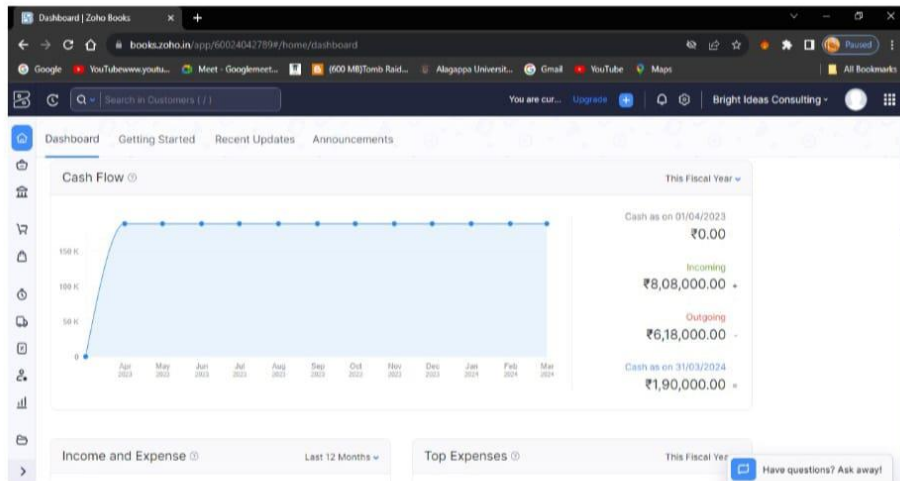 Dashboard | Zoho Books
books.zoho.in/app/60024042789#/home/dashboard
Paused
Google YouTubewww.youtu... Meet - Googlemeet... (600 MB)Tomb Raid... Alagappa Universit... Gmail YouTube Maps All Bookmarks
Search in Customers ( / ) You are cur... Upgrade Bright Ideas Consulting
Dashboard Getting Started Recent Updates Announcements
Cash Flow This Fiscal Year
Cash as on 01/04/2023
₹0.00
Incoming
₹8,08,000.00 +
Outgoing
₹6,18,000.00 -
Cash as on 31/03/2024
₹1,90,000.00 =
150 K
100 K
50 K
0
Apr May Jun Jul Aug Sep Oct Nov Dec Jan Feb Mar
2023 2023 2023 2023 2023 2023 2023 2023 2023 2024 2024 2024
Income and Expense Last 12 Months
Top Expenses This Fiscal
Have questions? Ask away!